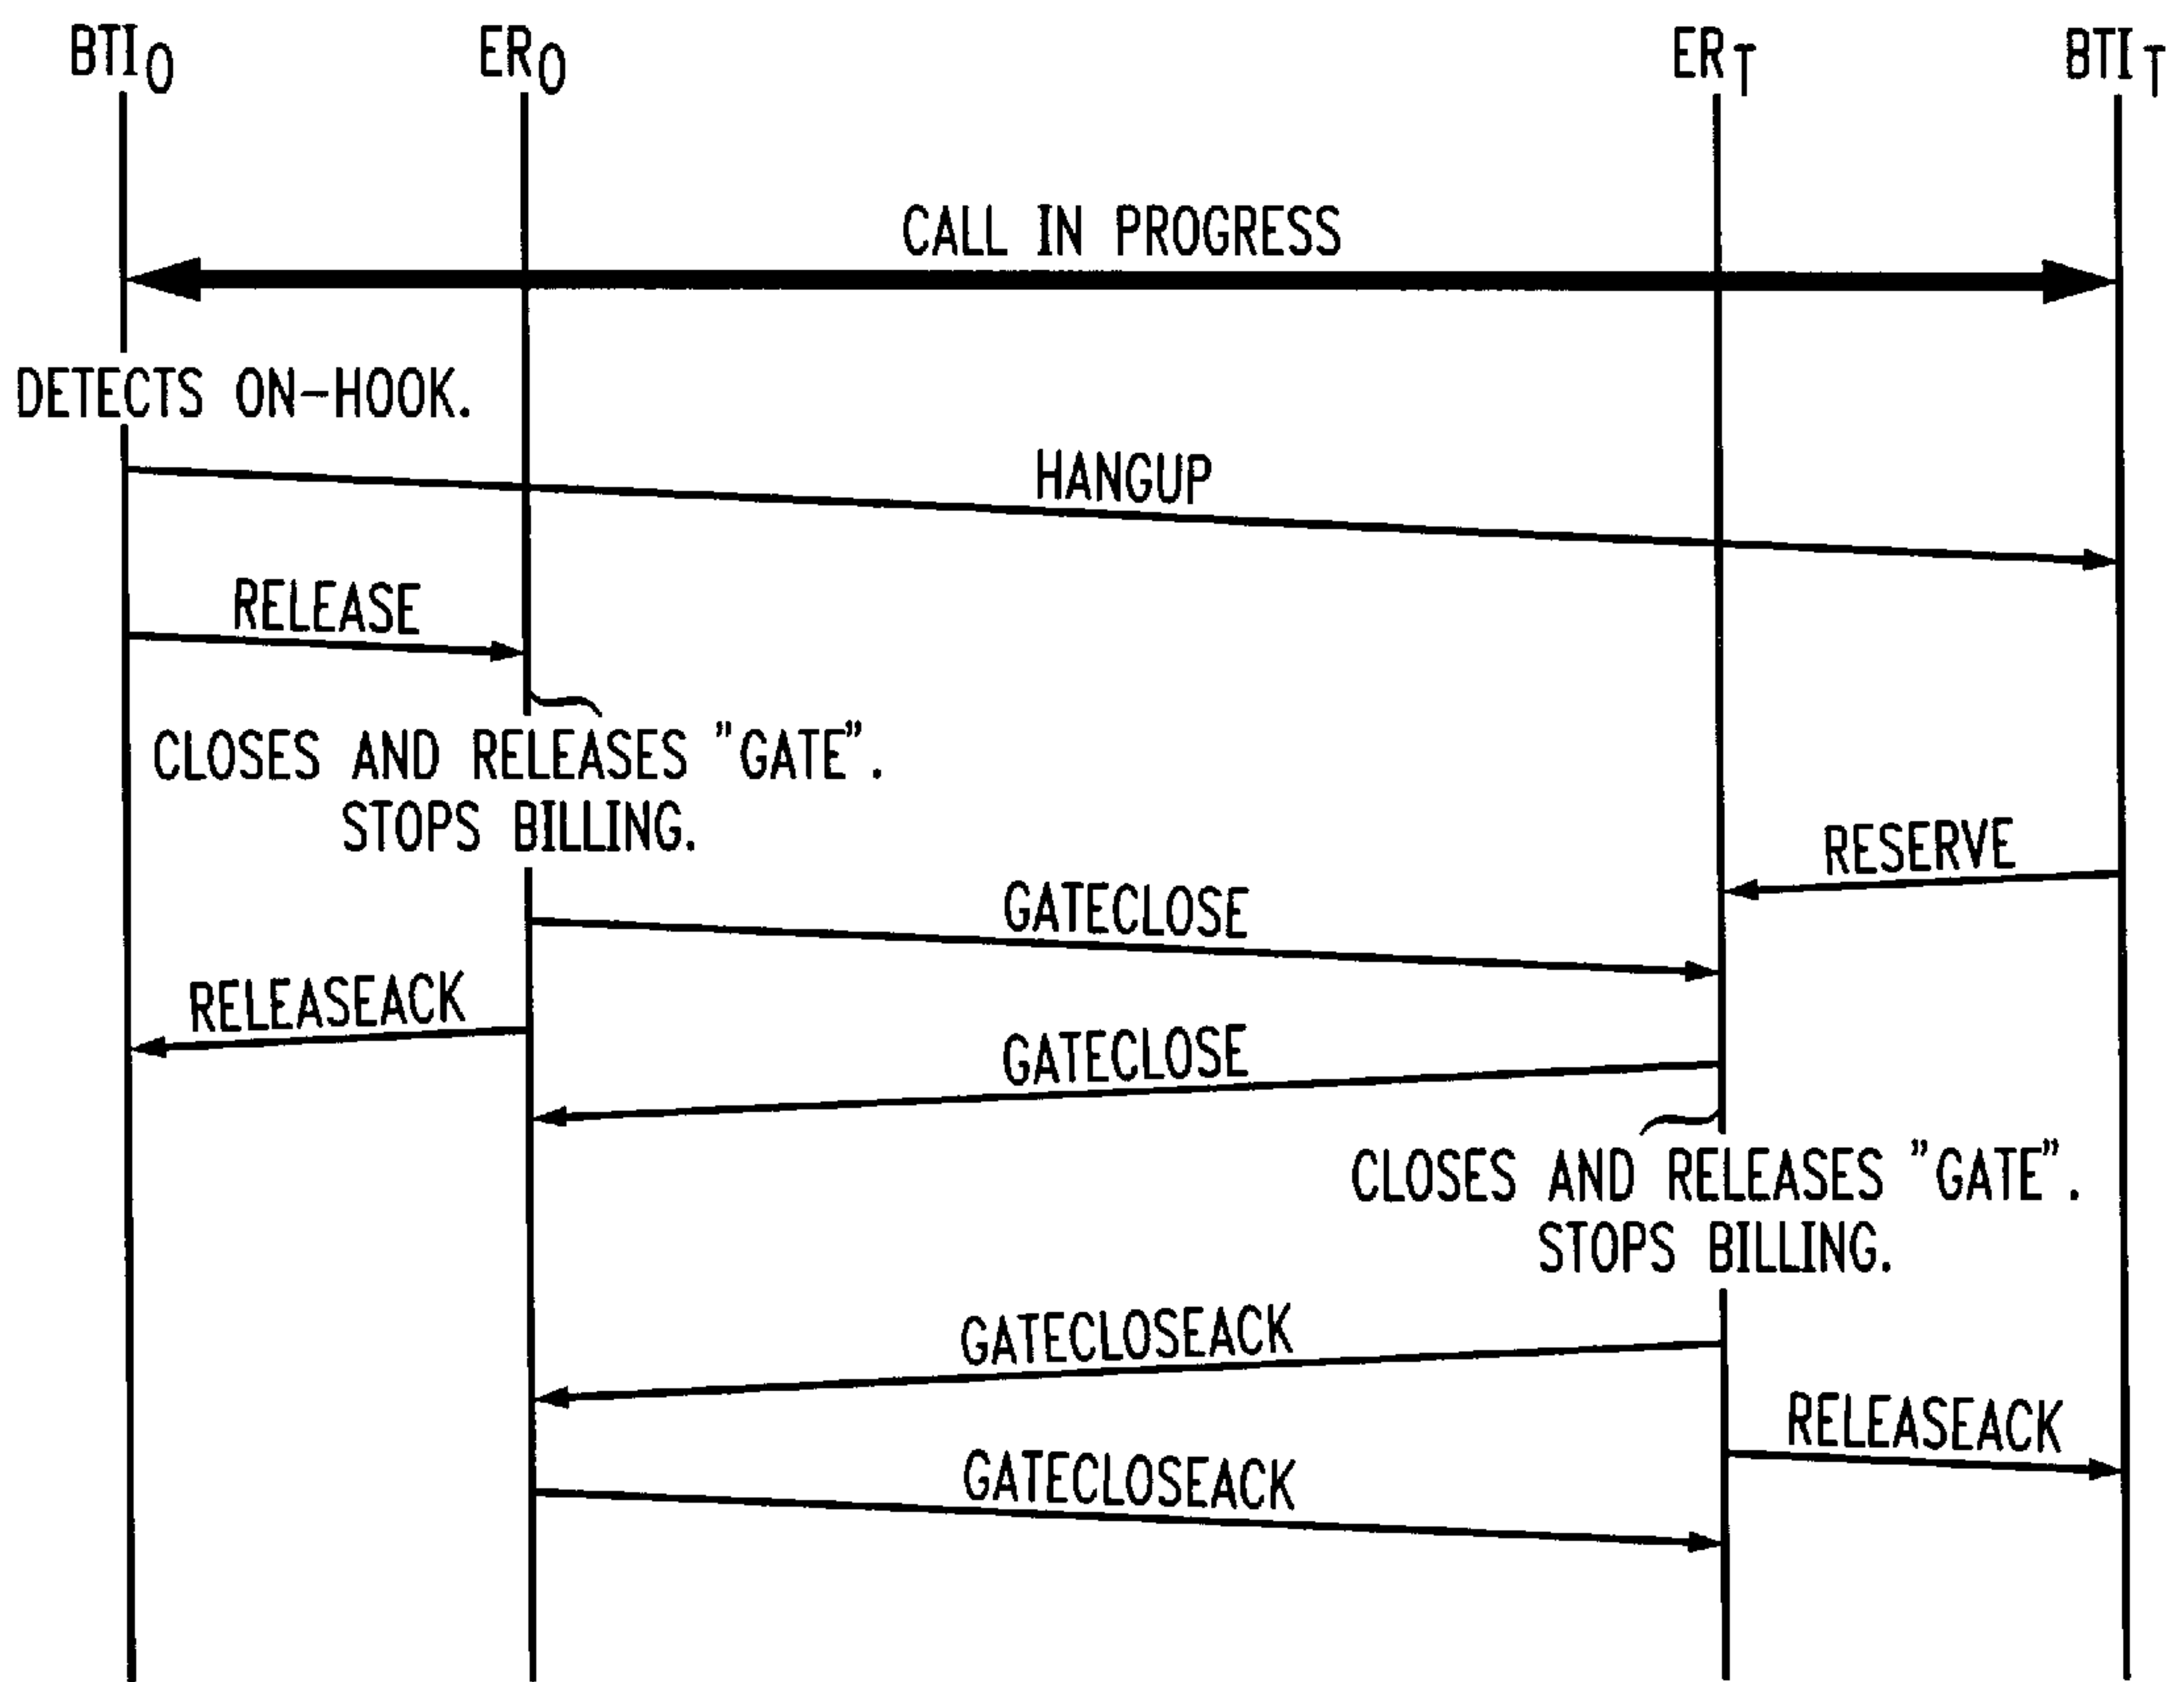 BTIO ERO ERT BTIT
CALL IN PROGRESS
DETECTS ON-HOOK.
HANGUP
RELEASE
CLOSES AND RELEASES "GATE".
STOPS BILLING.
RESERVE
GATECLOSE
RELEASEACK
GATECLOSE
CLOSES AND RELEASES "GATE".
STOPS BILLING.
GATECLOSEACK
RELEASEACK
GATECLOSEACK